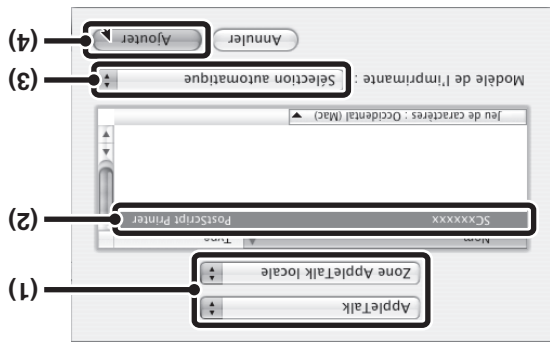 AppleTalk
Zone AppleTalk locale (1)
Nom Type
SCxxxxxx PostScript Printer (2)
Jeu de caractères : Occidental (Mac)
Modèle de l'imprimante : Sélection automatique (3)
Annuler Ajouter (4)